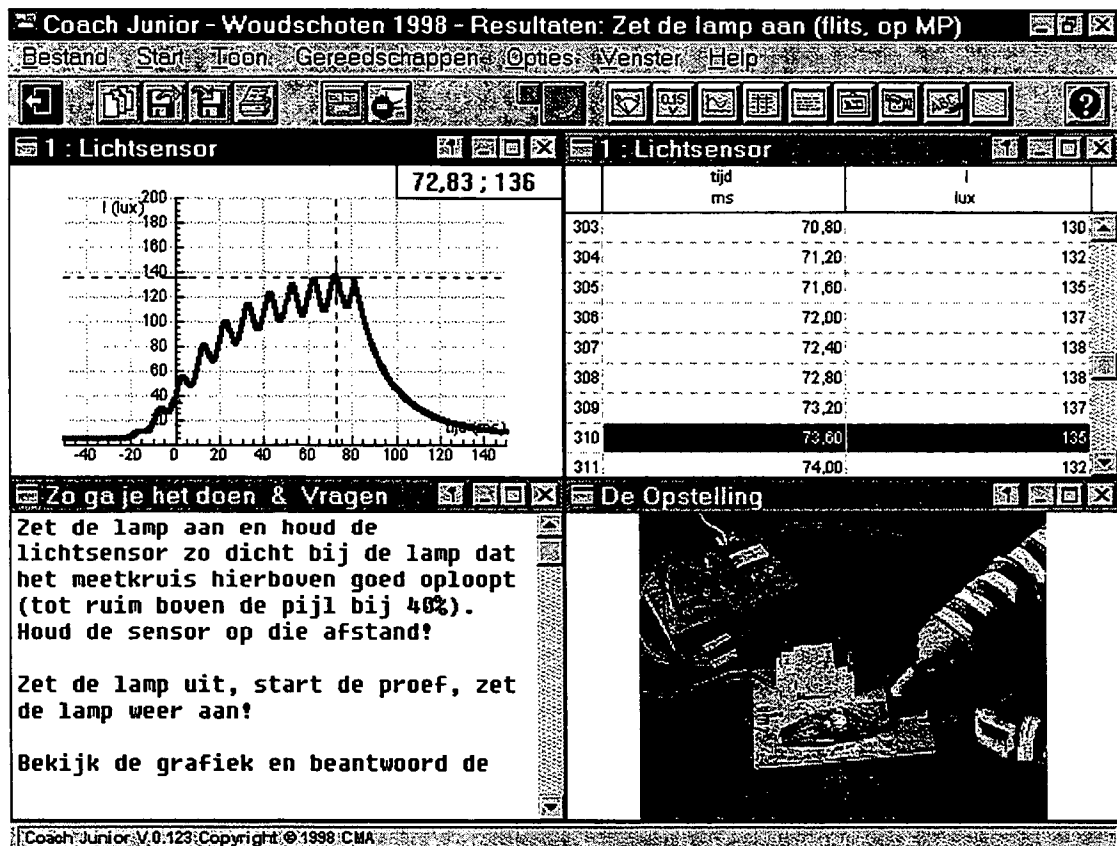 Coach Junior - Woudschoten 1998 - Resultaten: Zet de lamp aan (flits, op MP)
Bestand Start Toon Gereedschappen Opties Venster Help
1 : Lichtsensor
72,83 ; 136
I (lux)
200
180
160
140
120
100
80
60
40
20
-40 -20 0 20 40 60 80 100 120 140
1 : Lichtsensor
tijd I
ms lux
303 70,80 130
304 71,20 132
305 71,60 135
306 72,00 137
307 72,40 138
308 72,80 138
309 73,20 137
310 73,60 135
311 74,00 132
Zo ga je het doen & Vragen
Zet de lamp aan en houd de
lichtsensor zo dicht bij de lamp dat
het meetkruis hierboven goed oploopt
(tot ruim boven de pijl bij 40%).
Houd de sensor op die afstand!
Zet de lamp uit, start de proef, zet
de lamp weer aan!
Bekijk de grafiek en beantwoord de
De Opstelling
Coach Junior V.0.123 Copyright © 1998 CMA